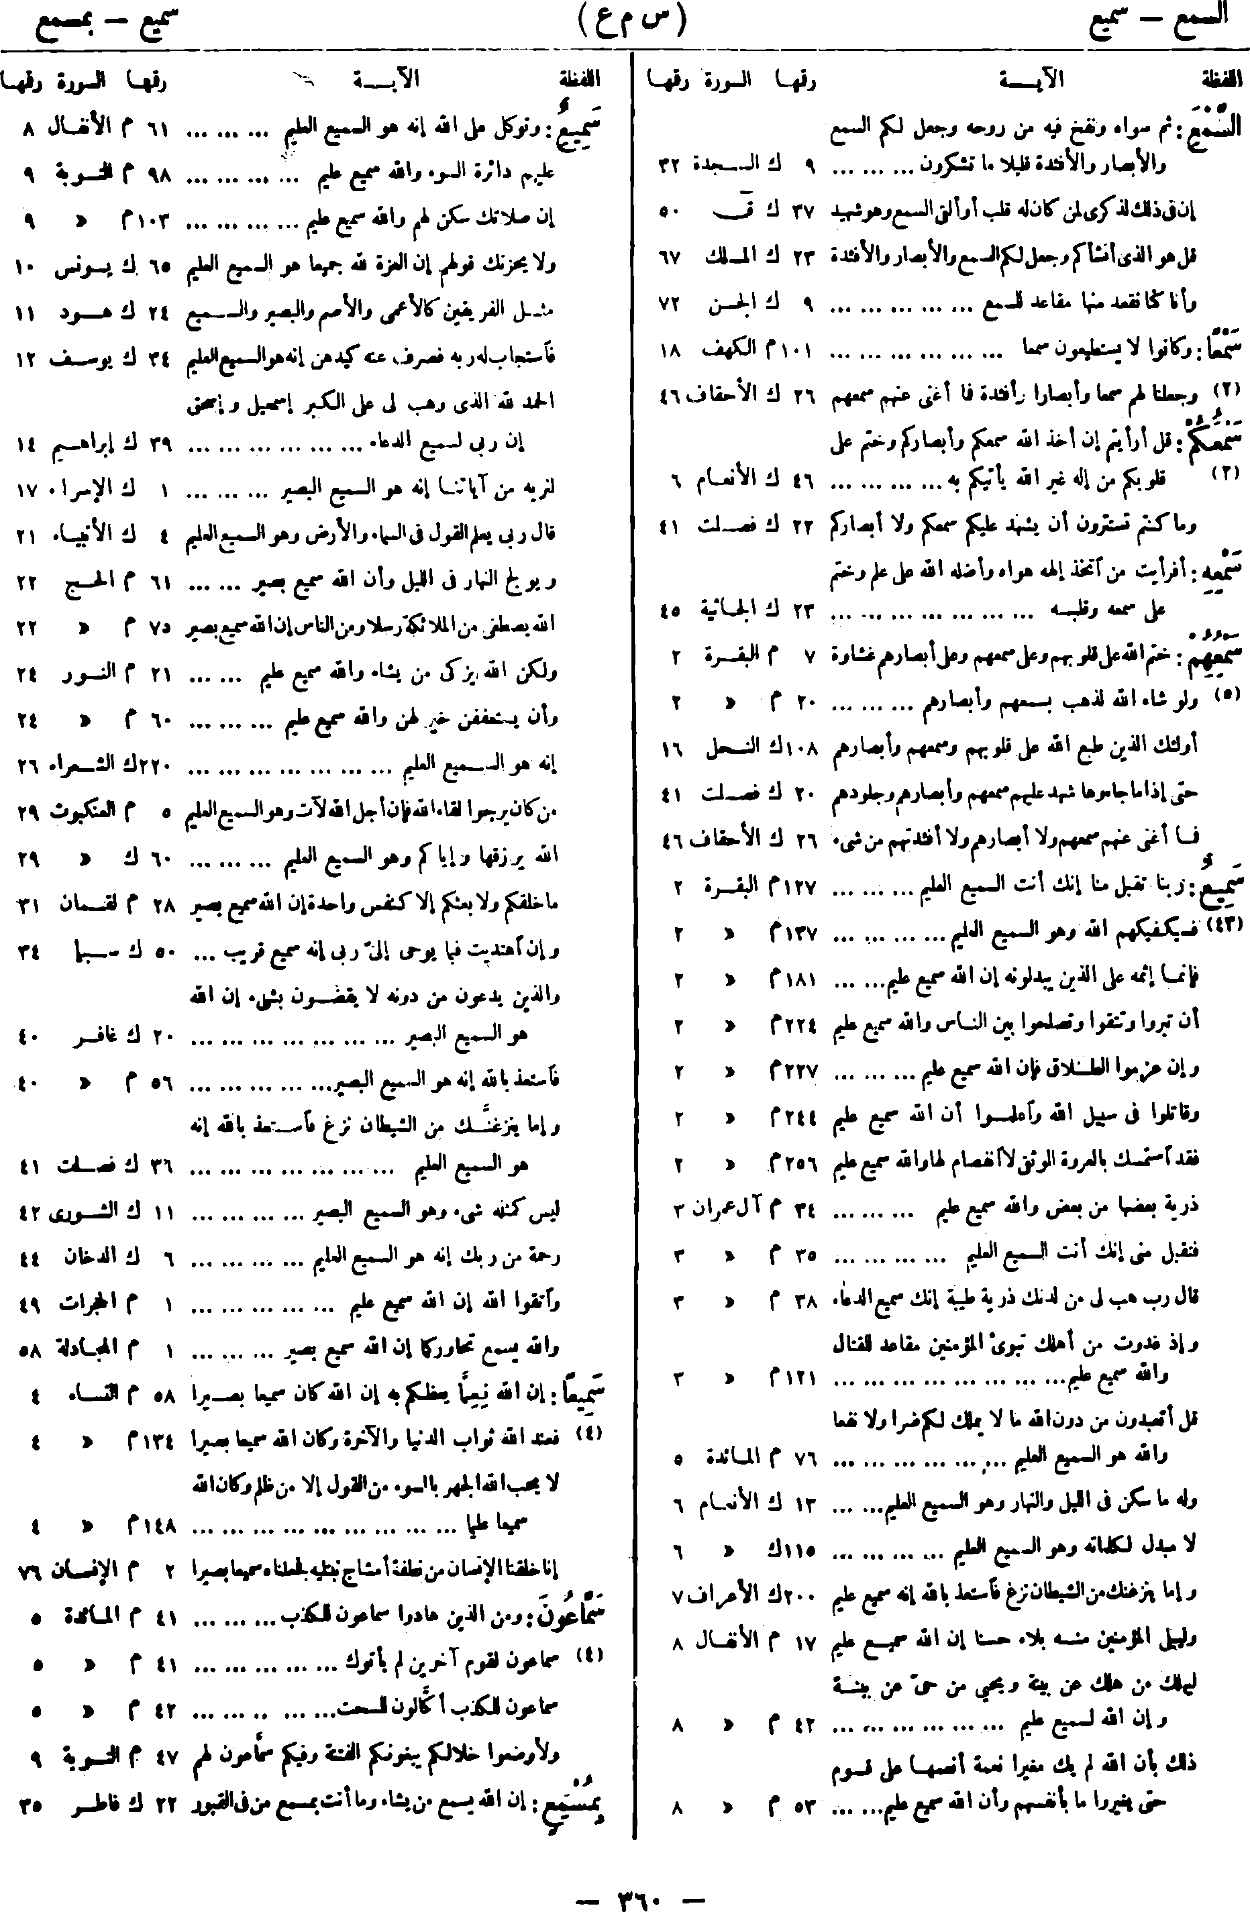 السمع — سميع (س م ع) سميع — بمسمع
اللفظة الآيـــة رقها السورة رقها
السَّمْعَ: ثم سواه ونفخ فيه من روحه وجعل لكم السمع
والأبصار والأفئدة قليلا ما تشكرون ... ... ... ٩ ك السجدة ٣٢
إن فى ذلك لذكرى لمن كان له قلب أو ألقى السمع وهو شهيد ٣٧ ك قٓ ٥٠
قل هو الذى أنشأكم وجعل لكم السمع والأبصار والأفئدة ٢٣ ك الملك ٦٧
وأنا كنا نقعد منها مقاعد للسمع ... ... ... ... ... ٩ ك الجن ٧٢
سَمْعًا: وكانوا لا يستطيعون سمعا ... ... ... ... ... ... ١٠١ م الكهف ١٨
(٢) وجعلنا لهم سمعا وأبصارا وأفئدة فما أغنى عنهم سمعهم ٢٦ ك الأحقاف ٤٦
سَمْعَكُمْ: قل أرأيتم إن أخذ الله سمعكم وأبصاركم وختم على
(٢) قلوبكم من إله غير الله يأتيكم به ... ... ... ... ٤٦ ك الأنعام ٦
وما كنتم تستترون أن يشهد عليكم سمعكم ولا أبصاركم ٢٢ ك فصلت ٤١
سَمْعِهِ: أفرأيت من ٱتخذ إلهه هواه وأضله الله على علم وختم
على سمعه وقلبه ... ... ... ... ... ... ... ٢٣ ك الجاثية ٤٥
سَمْعِهِمْ: ختم الله على قلوبهم وعلى سمعهم وعلى أبصارهم غشاوة ٧ م البقرة ٢
(٥) ولو شاء الله لذهب بسمعهم وأبصارهم ... ... ... ٢٠ م » ٢
أولئك الذين طبع الله على قلوبهم وسمعهم وأبصارهم ١٠٨ ك النحل ١٦
حتى إذا ما جاءوها شهد عليهم سمعهم وأبصارهم وجلودهم ٢٠ ك فصلت ٤١
فما أغنى عنهم سمعهم ولا أبصارهم ولا أفئدتهم من شىء ٢٦ ك الأحقاف ٤٦
سَمِيعُ: ربنا تقبل منا إنك أنت السميع العليم ... ... ... ١٢٧ م البقرة ٢
(٤٣) فسيكفيكهم الله وهو السميع العليم ... ... ... ... ١٣٧ م » ٢
فإنما إثمه على الذين يبدلونه إن الله سميع عليم ... ... ١٨١ م » ٢
أن تبروا وتتقوا وتصلحوا بين الناس والله سميع عليم ٢٢٤ م » ٢
وإن عزموا الطلاق فإن الله سميع عليم ... ... ... ٢٢٧ م » ٢
وقاتلوا فى سبيل الله وٱعلموا أن الله سميع عليم ٢٤٤ م » ٢
فقد ٱستمسك بالعروة الوثقى لا ٱنفصام لها والله سميع عليم ٢٥٦ م » ٢
ذرية بعضها من بعض والله سميع عليم ... ... ... ٣٤ م آل عمران ٣
فتقبل منى إنك أنت السميع العليم ... ... ... ... ٣٥ م » ٣
قال رب هب لى من لدنك ذرية طيبة إنك سميع الدعاء ٣٨ م » ٣
وإذ غدوت من أهلك تبوئ المؤمنين مقاعد للقتال
والله سميع عليم ... ... ... ... ... ... ... ... ١٢١ م » ٣
قل أتعبدون من دون الله ما لا يملك لكم ضرا ولا نفعا
والله هو السميع العليم ... ... ... ... ... ... ٧٦ م المائدة ٥
وله ما سكن فى الليل والنهار وهو السميع العليم ... ... ١٣ ك الأنعام ٦
لا مبدل لكلماته وهو السميع العليم ... ... ... ... ١١٥ ك » ٦
وإما ينزغنك من الشيطان نزغ فٱستعذ بالله إنه سميع عليم ٢٠٠ ك الأعراف ٧
وليبلى المؤمنين منه بلاء حسنا إن الله سميع عليم ١٧ م الأنفال ٨
ليهلك من هلك عن بينة ويحيى من حىّ عن بينة
وإن الله لسميع عليم ... ... ... ... ... ... ٤٢ م » ٨
ذلك بأن الله لم يك مغيرا نعمة أنعمها على قوم
حتى يغيروا ما بأنفسهم وأن الله سميع عليم ... ... ٥٣ م » ٨
اللفظة الآيـــة رقها السورة رقها
سَمِيعُ: وتوكل على الله إنه هو السميع العليم ... ... ... ٦١ م الأنفال ٨
عليهم دائرة السوء والله سميع عليم ... ... ... ... ٩٨ م التوبة ٩
إن صلاتك سكن لهم والله سميع عليم ... ... ... ... ١٠٣ م » ٩
ولا يحزنك قولهم إن العزة لله جميعا هو السميع العليم ٦٥ ك يونس ١٠
مثل الفريقين كالأعمى والأصم والبصير والسميع ٢٤ ك هود ١١
فٱستجاب له ربه فصرف عنه كيدهن إنه هو السميع العليم ٣٤ ك يوسف ١٢
الحمد لله الذى وهب لى على الكبر إسمعيل وإسحق
إن ربى لسميع الدعاء ... ... ... ... ... ... ... ٣٩ ك إبراهيم ١٤
لنريه من آياتنا إنه هو السميع البصير ... ... ... ١ ك الإسراء ١٧
قال ربى يعلم القول فى السماء والأرض وهو السميع العليم ٤ ك الأنبياء ٢١
ويولج النهار فى الليل وأن الله سميع بصير ... ... ٦١ م الحج ٢٢
الله يصطفى من الملائكة رسلا ومن الناس إن الله سميع بصير ٧٥ م » ٢٢
ولكن الله يزكى من يشاء والله سميع عليم ... ... ٢١ م النور ٢٤
وأن يستعففن خير لهن والله سميع عليم ... ... ... ٦٠ م » ٢٤
إنه هو السميع العليم ... ... ... ... ... ... ... ٢٢٠ ك الشعراء ٢٦
من كان يرجوا لقاء الله فإن أجل الله لآت وهو السميع العليم ٥ م العنكبوت ٢٩
الله يرزقها وإياكم وهو السميع العليم ... ... ... ٦٠ ك » ٢٩
ما خلقكم ولا بعثكم إلا كنفس واحدة إن الله سميع بصير ٢٨ م لقمان ٣١
وإن ٱهتديت فبما يوحى إلىّ ربى إنه سميع قريب ... ٥٠ ك سبأ ٣٤
والذين يدعون من دونه لا يقضون بشىء إن الله
هو السميع البصير ... ... ... ... ... ... ... ٢٠ ك غافر ٤٠
فٱستعذ بالله إنه هو السميع البصير ... ... ... ... ... ٥٦ م » ٤٠
وإما ينزغنَّك من الشيطان نزغ فٱستعذ بالله إنه
هو السميع العليم ... ... ... ... ... ... ... ٣٦ ك فصلت ٤١
ليس كمثله شىء وهو السميع البصير ... ... ... ... ١١ ك الشورى ٤٢
رحمة من ربك إنه هو السميع العليم ... ... ... ... ٦ ك الدخان ٤٤
وٱتقوا الله إن الله سميع عليم ... ... ... ... ... ١ م الحجرات ٤٩
والله يسمع تحاوركما إن الله سميع بصير ... ... ... ١ م المجادلة ٥٨
سَمِيعًا: إن الله نِعِمَّا يعظكم به إن الله كان سميعا بصيرا ٥٨ م النساء ٤
(٤) فعند الله ثواب الدنيا والآخرة وكان الله سميعا بصيرا ١٣٤ م » ٤
لا يحب الله الجهر بالسوء من القول إلا من ظلم وكان الله
سميعا عليما ... ... ... ... ... ... ... ... ... ١٤٨ م » ٤
إنا خلقنا الإنسان من نطفة أمشاج نبتليه فجعلناه سميعا بصيرا ٢ م الإنسان ٧٦
سَمَّاعُونَ: ومن الذين هادوا سماعون للكذب ... ... ... ٤١ م المائدة ٥
(٤) سماعون لقوم آخرين لم يأتوك ... ... ... ... ... ٤١ م » ٥
سماعون للكذب أكَّالون للسحت ... ... ... ... ... ٤٢ م » ٥
ولأوضعوا خلالكم يبغونكم الفتنة وفيكم سمَّاعون لهم ٤٧ م التوبة ٩
بِمُسْمِعٍ: إن الله يسمع من يشاء وما أنت بمسمع من فى القبور ٢٢ ك فاطر ٣٥
— ٣٦٠ —